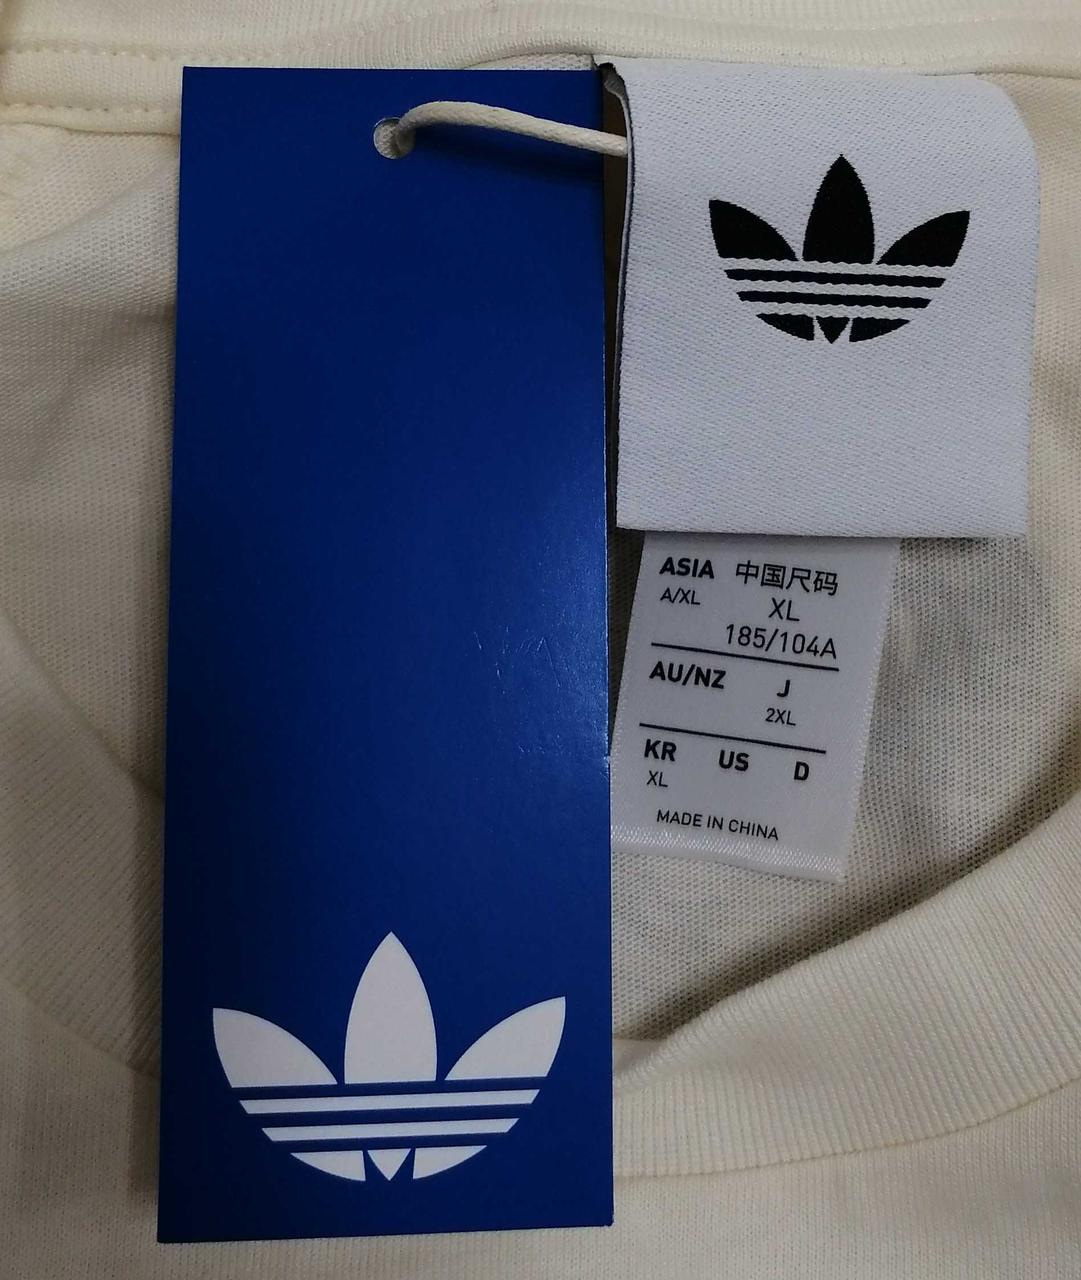 ASIA 中国尺码
A/XL XL
185/104A
AU/NZ J
2XL
KR US D
XL
MADE IN CHINA